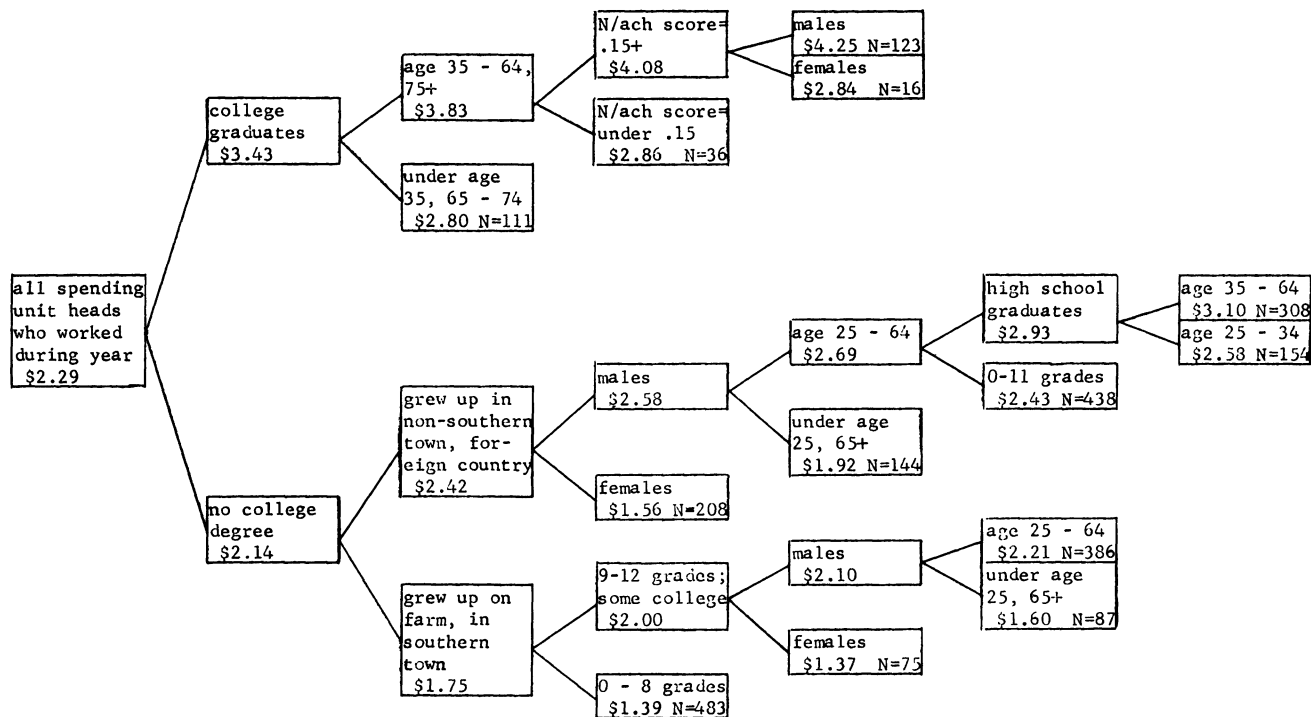 all spending
unit heads
who worked
during year
$2.29
college
graduates
$3.43
no college
degree
$2.14
age 35 - 64,
75+
$3.83
under age
35, 65 - 74
$2.80 N=111
grew up in
non-southern
town, for-
eign country
$2.42
grew up on
farm, in
southern
town
$1.75
N/ach score=
.15+
$4.08
N/ach score=
under .15
$2.86 N=36
males
$2.58
females
$1.56 N=208
9-12 grades;
some college
$2.00
0 - 8 grades
$1.39 N=483
males
$4.25 N=123
females
$2.84 N=16
age 25 - 64
$2.69
under age
25, 65+
$1.92 N=144
males
$2.10
females
$1.37 N=75
high school
graduates
$2.93
0-11 grades
$2.43 N=438
age 25 - 64
$2.21 N=386
under age
25, 65+
$1.60 N=87
age 35 - 64
$3.10 N=308
age 25 - 34
$2.58 N=154